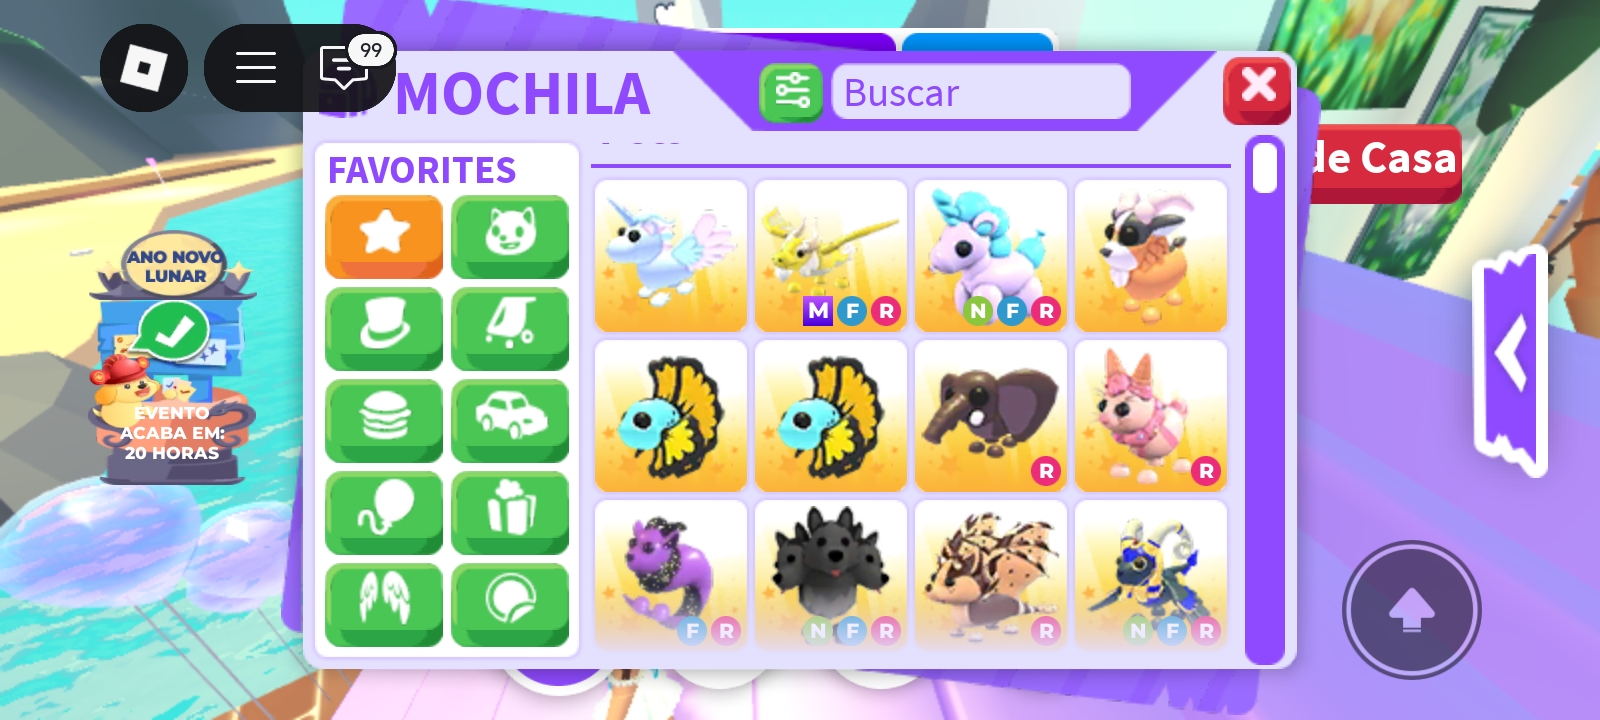 99
MOCHILA
Buscar
FAVORITES
de Casa
ANO NOVO
LUNAR
EVENTO
ACABA EM:
20 HORAS
M F R
N F R
R
R
F R
N F R
R
N F R